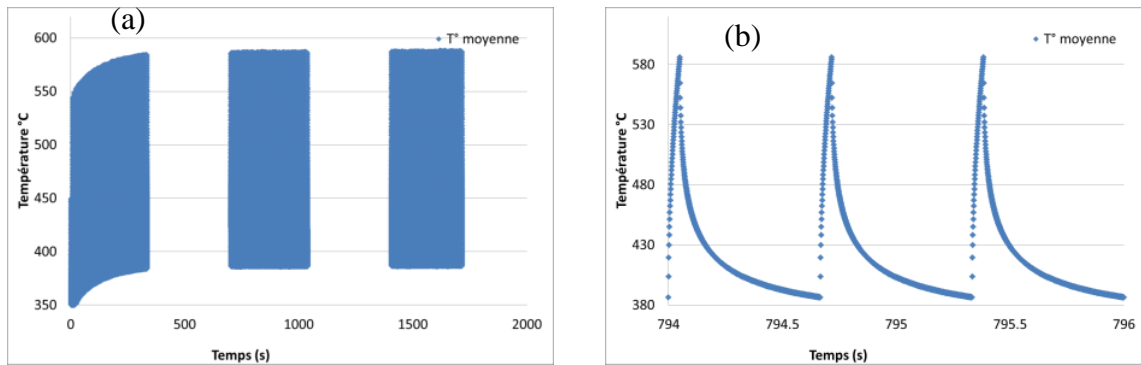 (a)
T° moyenne
600
550
500
450
400
350
0
500
1000
1500
2000
Température °C
Temps (s)
(b)
T° moyenne
580
530
480
430
380
794
794.5
795
795.5
796
Température °C
Temps (s)